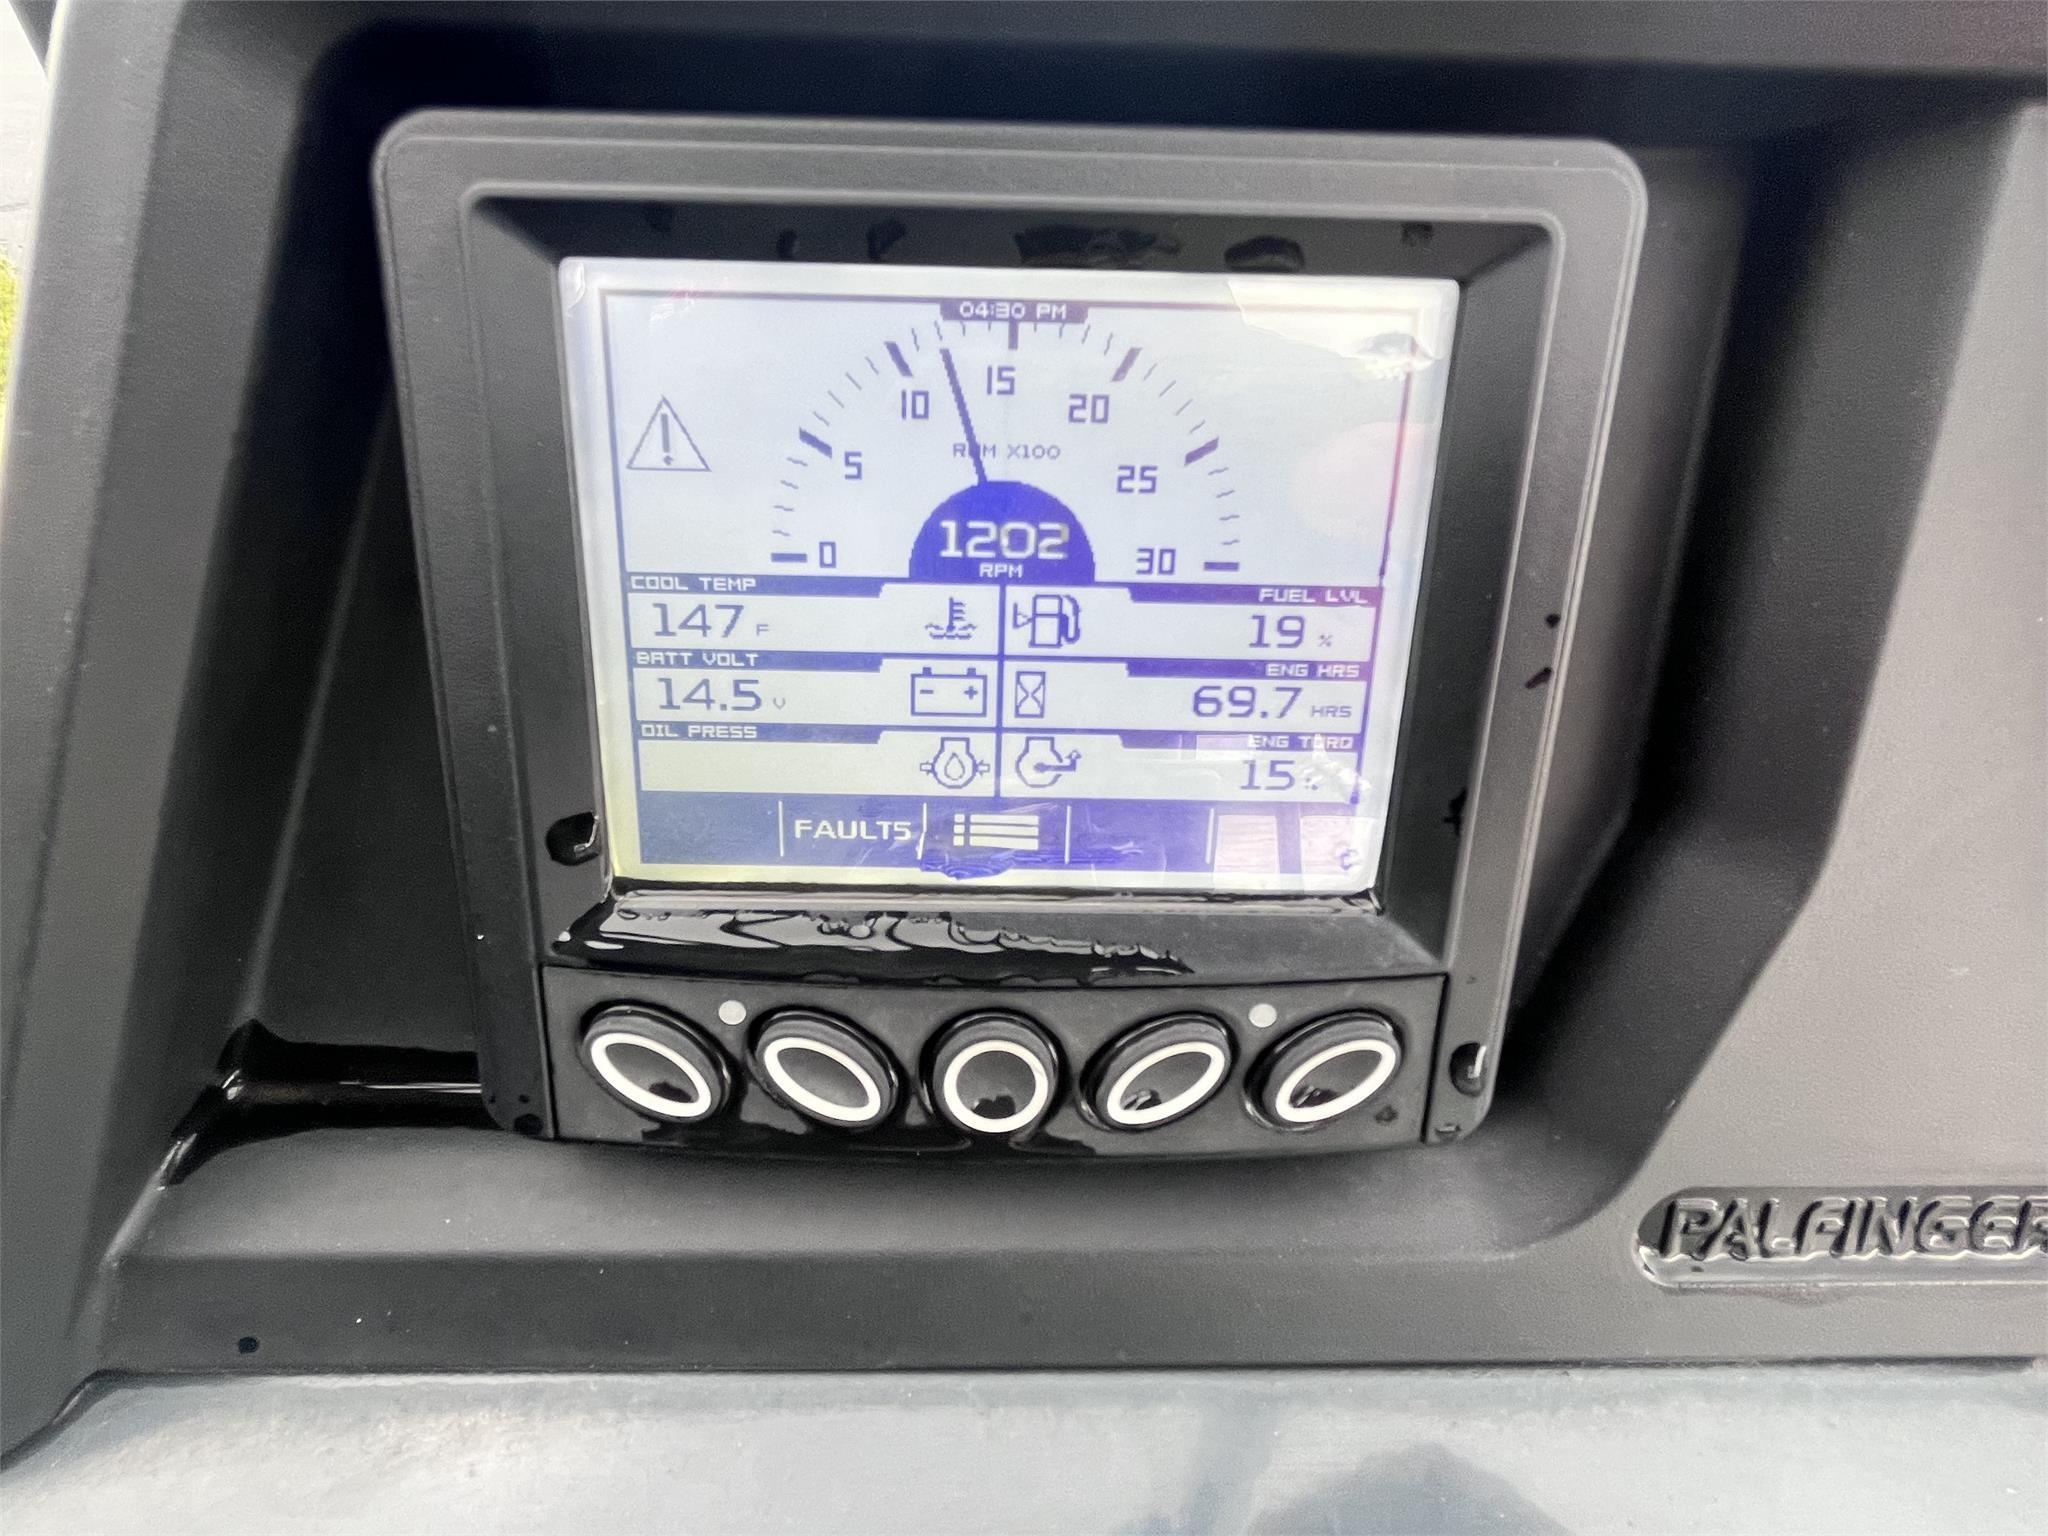 04:30 PM
0 5 10 15 20 25 30
RPM X100
1202
RPM
COOL TEMP
147 F
FUEL LVL
19 %
BATT VOLT
14.5 V
ENG HRS
69.7 HRS
OIL PRESS
ENG TORQ
15 %
FAULTS
PALFINGER